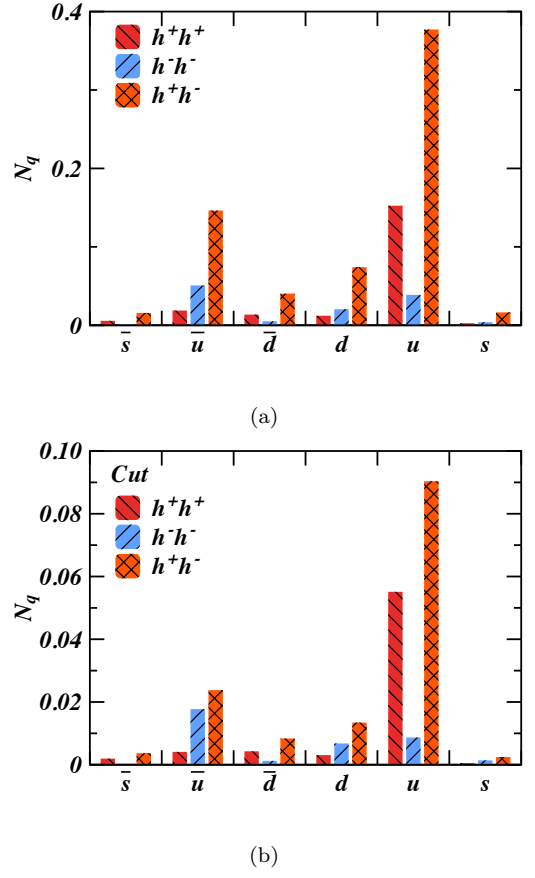 0.4
h⁺h⁺
h⁻h⁻
h⁺h⁻
N_q
0.2
0
s̅ u̅ d̅ d u s
(a)
0.10
Cut
0.08
h⁺h⁺
h⁻h⁻
h⁺h⁻
0.06
N_q
0.04
0.02
0
s̅ u̅ d̅ d u s
(b)